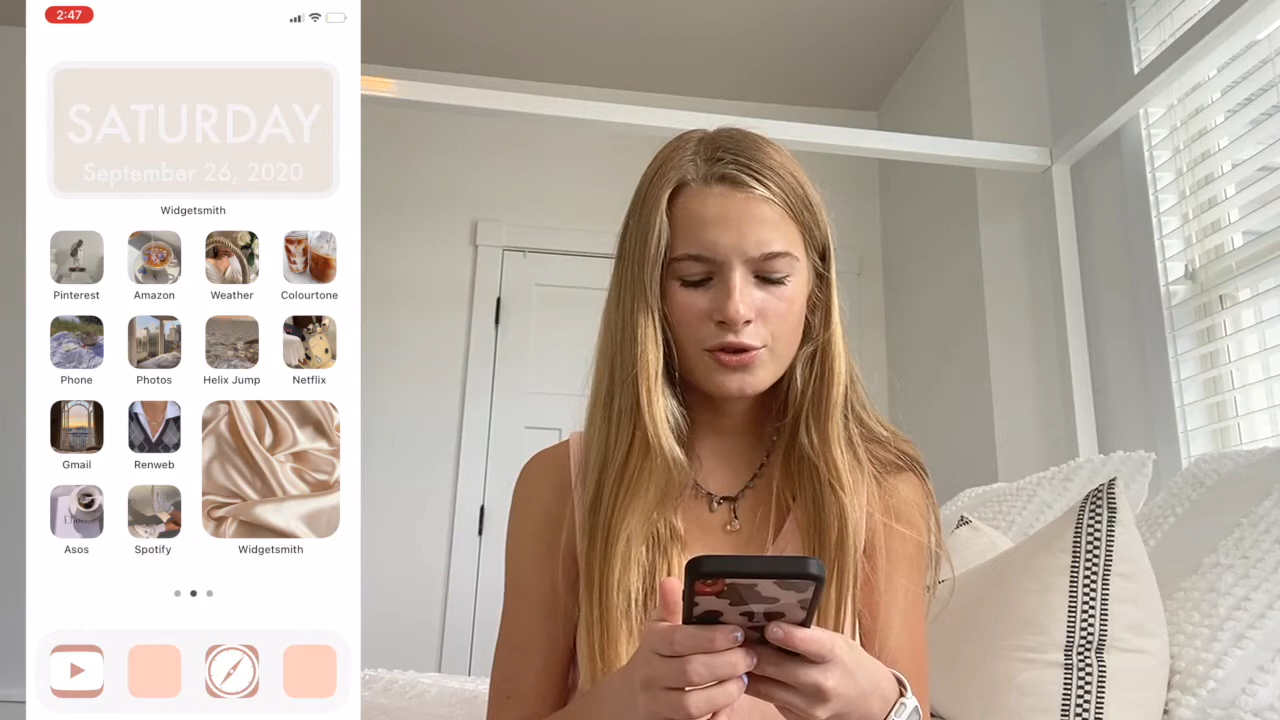 2:47
SATURDAY
September 26, 2020
Widgetsmith
Pinterest Amazon Weather Colourtone
Phone Photos Helix Jump Netflix
Gmail Renweb
Asos Spotify Widgetsmith